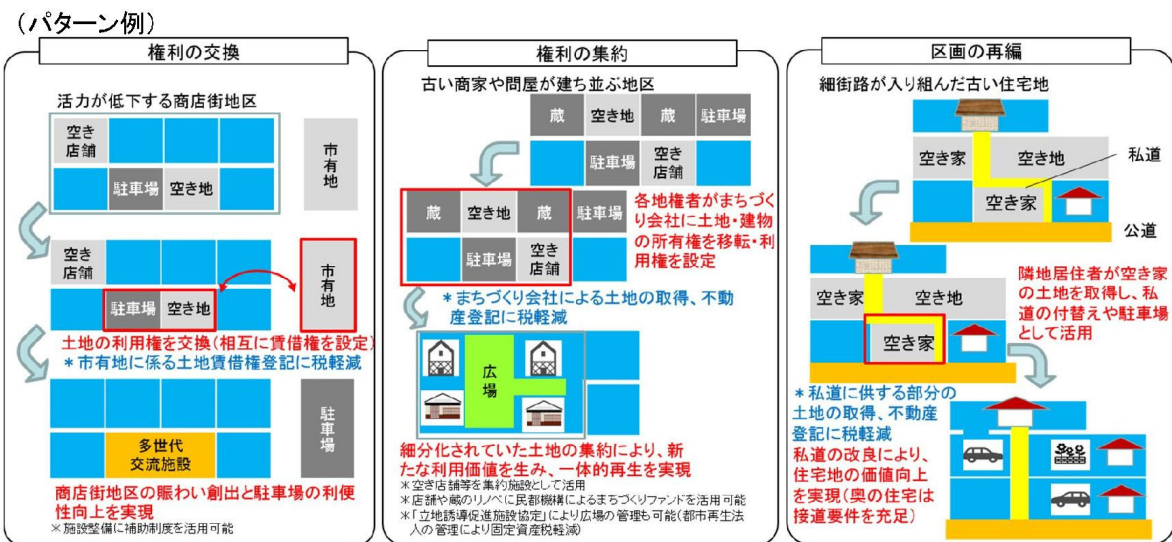 （パターン例）
権利の交換
活力が低下する商店街地区
空き
店舗
駐車場
空き地
市有地
空き
店舗
駐車場
空き地
市有地
土地の利用権を交換（相互に賃借権を設定）
＊市有地に係る土地賃借権登記に税軽減
多世代
交流施設
駐車場
商店街地区の賑わい創出と駐車場の利便
性向上を実現
＊施設整備に補助制度を活用可能
権利の集約
古い商家や問屋が建ち並ぶ地区
蔵
空き地
蔵
駐車場
駐車場
空き
店舗
蔵
空き地
蔵
駐車場
駐車場
空き
店舗
各地権者がまちづく
り会社に土地・建物
の所有権を移転・利
用権を設定
＊まちづくり会社による土地の取得、不動
産登記に税軽減
広場
細分化されていた土地の集約により、新
たな利用価値を生み、一体的再生を実現
＊空き店舗等を集約施設として活用
＊店舗や蔵のリノベに民都機構によるまちづくりファンドを活用可能
＊「立地誘導促進施設協定」により広場の管理も可能（都市再生法
人の管理により固定資産税軽減）
区画の再編
細街路が入り組んだ古い住宅地
空き家
空き地
私道
空き家
公道
空き家
空き地
空き家
隣地居住者が空き家
の土地を取得し、私
道の付替えや駐車場
として活用
＊私道に供する部分の
土地の取得、不動産
登記に税軽減
私道の改良により、
住宅地の価値向上
を実現（奥の住宅は
接道要件を充足）